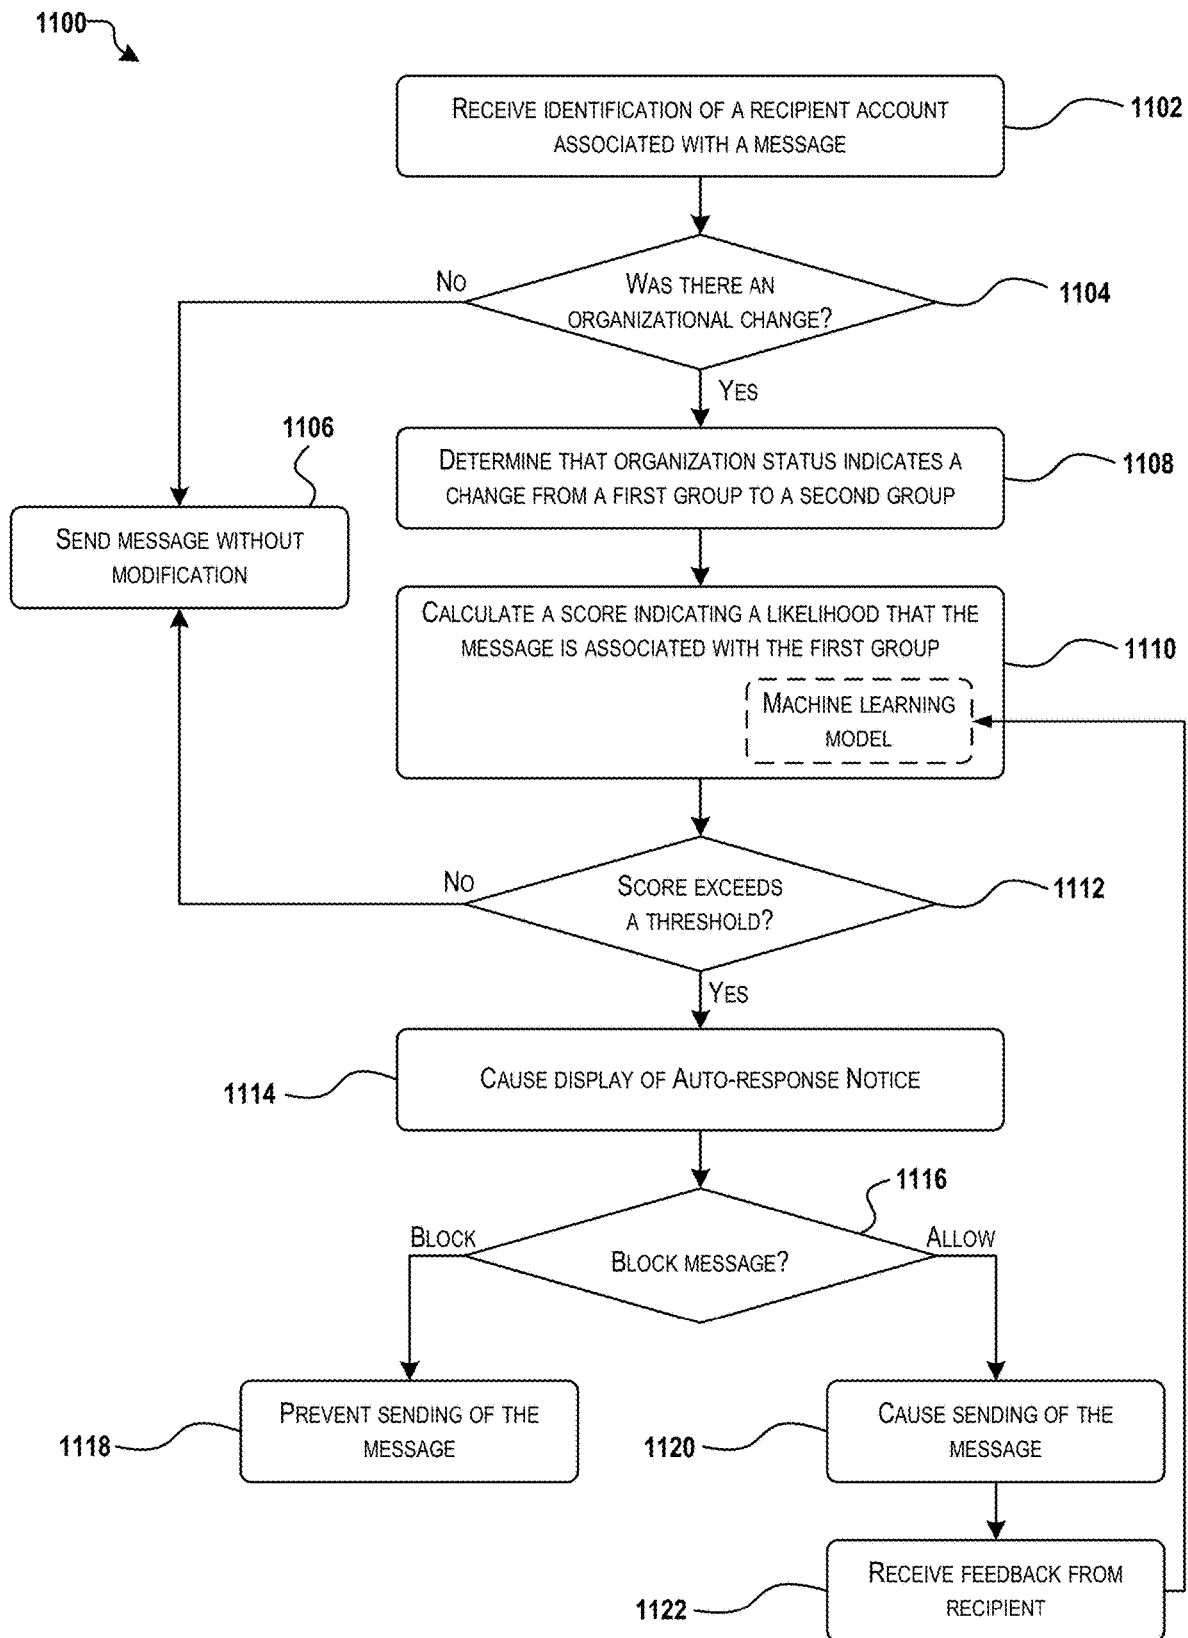 1100
RECEIVE IDENTIFICATION OF A RECIPIENT ACCOUNT
ASSOCIATED WITH A MESSAGE
1102
WAS THERE AN
ORGANIZATIONAL CHANGE?
1104
NO
YES
1106
SEND MESSAGE WITHOUT
MODIFICATION
DETERMINE THAT ORGANIZATION STATUS INDICATES A
CHANGE FROM A FIRST GROUP TO A SECOND GROUP
1108
CALCULATE A SCORE INDICATING A LIKELIHOOD THAT THE
MESSAGE IS ASSOCIATED WITH THE FIRST GROUP
1110
MACHINE LEARNING
MODEL
NO
SCORE EXCEEDS
A THRESHOLD?
1112
YES
CAUSE DISPLAY OF AUTO-RESPONSE NOTICE
1114
1116
BLOCK
BLOCK MESSAGE?
ALLOW
PREVENT SENDING OF THE
MESSAGE
1118
CAUSE SENDING OF THE
MESSAGE
1120
RECEIVE FEEDBACK FROM
RECIPIENT
1122